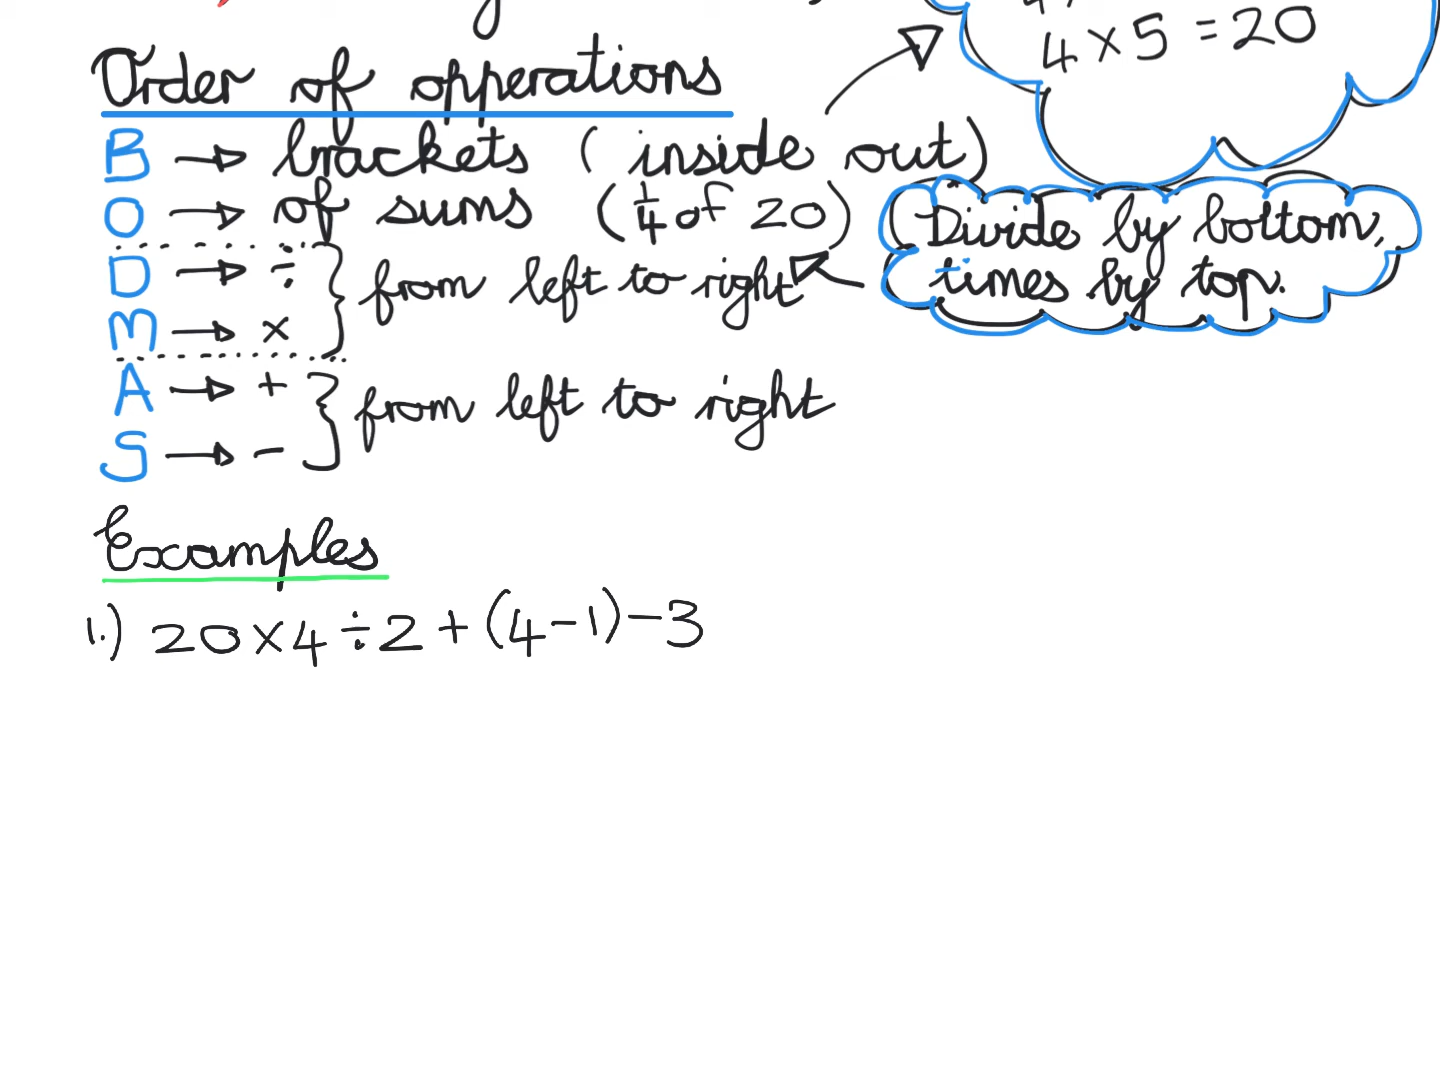 4 × 5 = 20
Order of opperations
B → brackets (inside out)
O → of sums (1/4 of 20)
Divide by bottom,
times by top.
D → ÷
M → ×
from left to right
A → +
S → -
from left to right
Examples
1.) 20 × 4 ÷ 2 + (4 - 1) - 3